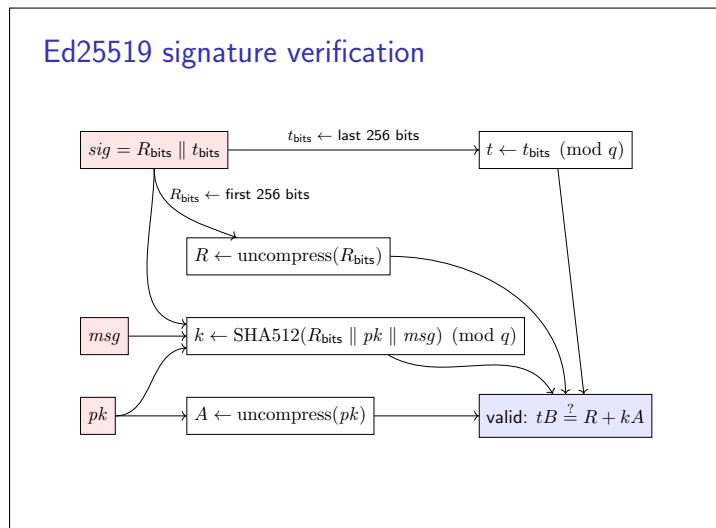 Ed25519 signature verification
sig = R_bits ∥ t_bits
t_bits ← last 256 bits
t ← t_bits (mod q)
R_bits ← first 256 bits
R ← uncompress(R_bits)
msg
k ← SHA512(R_bits ∥ pk ∥ msg) (mod q)
pk
A ← uncompress(pk)
valid: tB ≟ R + kA